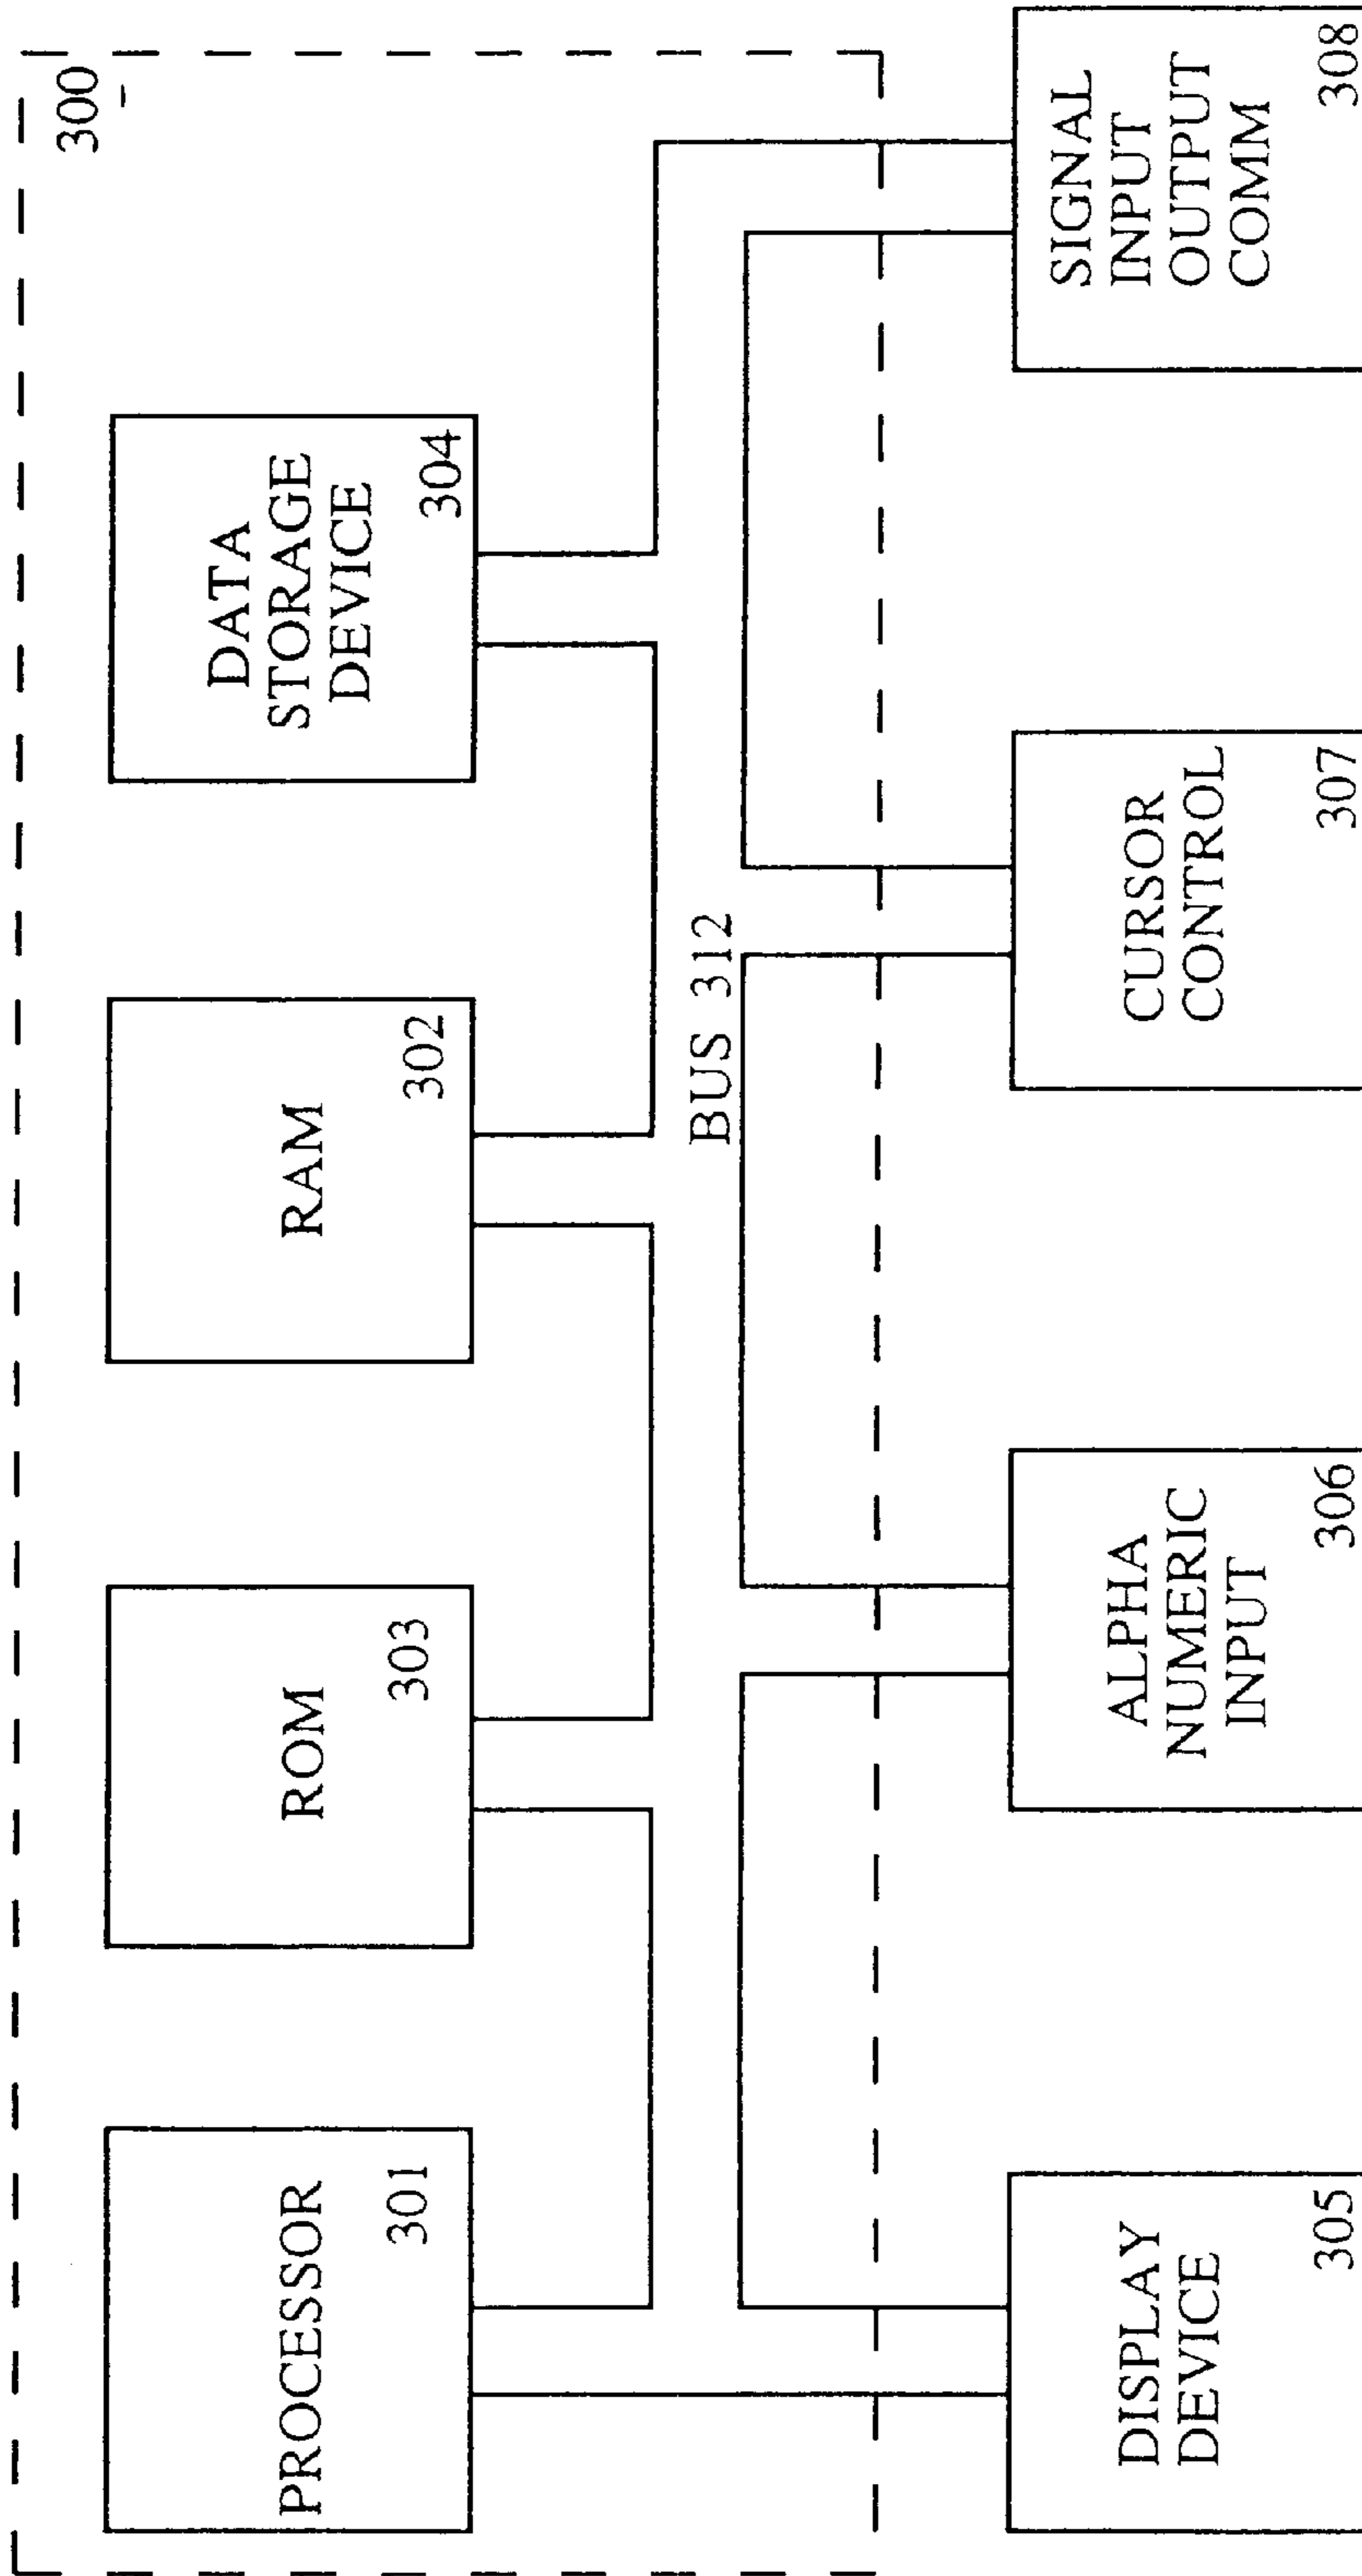 300
PROCESSOR
301
ROM
303
RAM
302
DATA
STORAGE
DEVICE
304
BUS 312
DISPLAY
DEVICE
305
ALPHA
NUMERIC
INPUT
306
CURSOR
CONTROL
307
SIGNAL
INPUT
OUTPUT
COMM
308